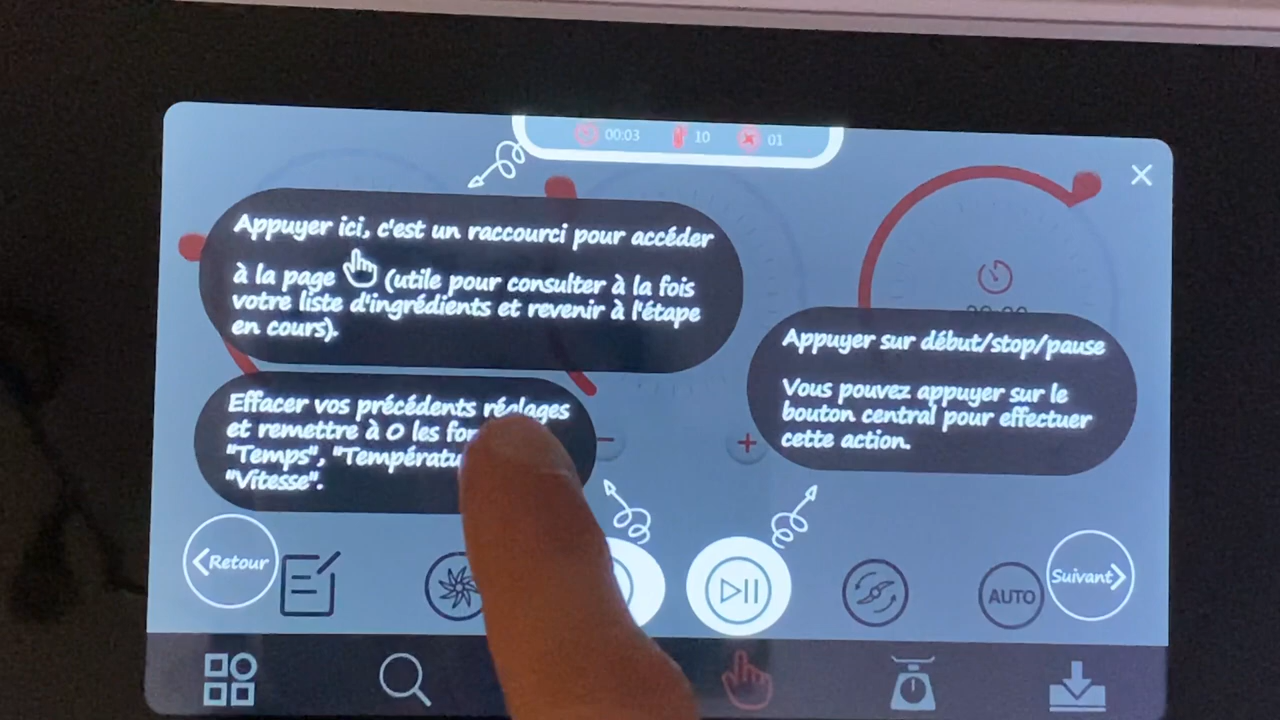 00:03 10 01
Appuyer ici, c'est un raccourci pour accéder
à la page (utile pour consulter à la fois
votre liste d'ingrédients et revenir à l'étape
en cours).
Appuyer sur début/stop/pause
Vous pouvez appuyer sur le
bouton central pour effectuer
cette action.
Effacer vos précédents réglages
et remettre à 0 les
"Temps",
"Vitesse".
Retour
AUTO
Suivant